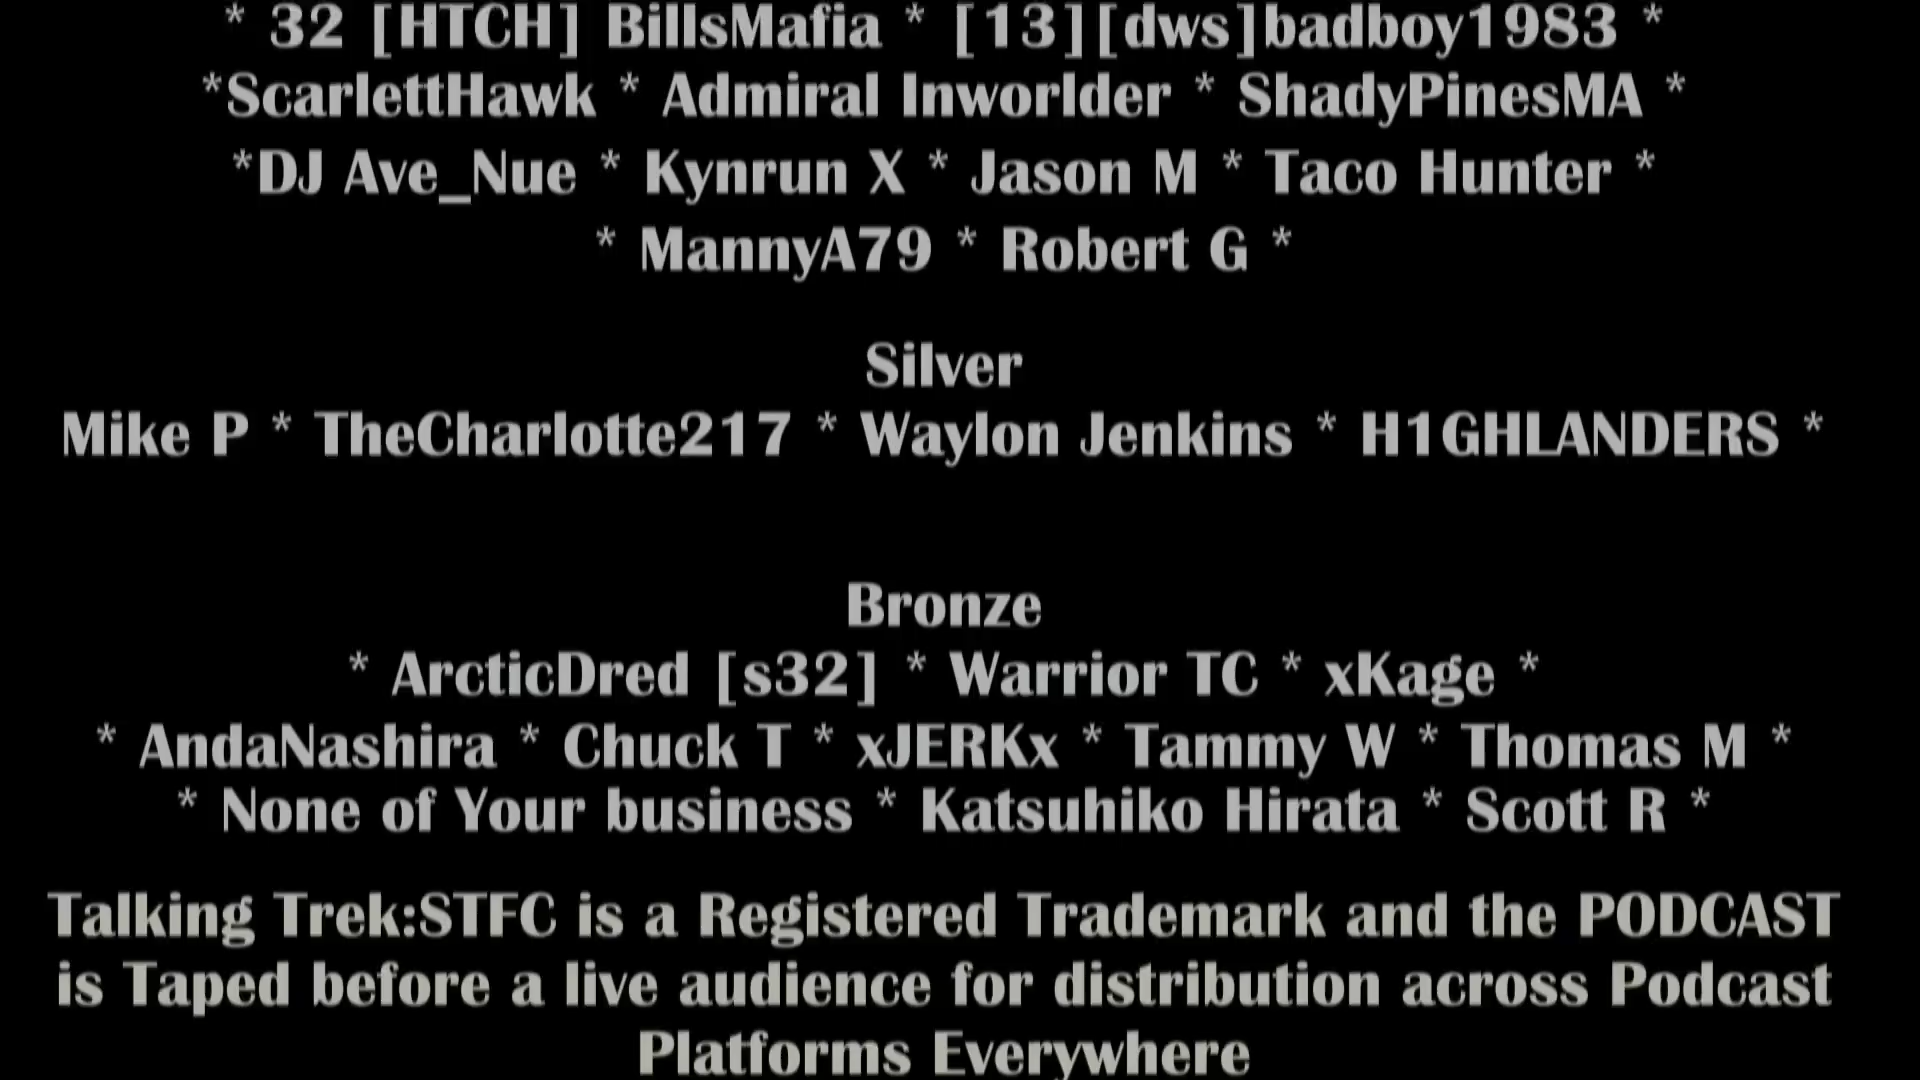 * 32 [HTCH] BillsMafia * [13][dws]badboy1983 *
*ScarlettHawk * Admiral Inworlder * ShadyPinesMA *
*DJ Ave_Nue * Kynrun X * Jason M * Taco Hunter *
* MannyA79 * Robert G *
Silver
Mike P * TheCharlotte217 * Waylon Jenkins * H1GHLANDERS *
Bronze
* ArcticDred [s32] * Warrior TC * xKage *
* AndaNashira * Chuck T * xJERKx * Tammy W * Thomas M *
* None of Your business * Katsuhiko Hirata * Scott R *
Talking Trek:STFC is a Registered Trademark and the PODCAST
is Taped before a live audience for distribution across Podcast
Platforms Everywhere